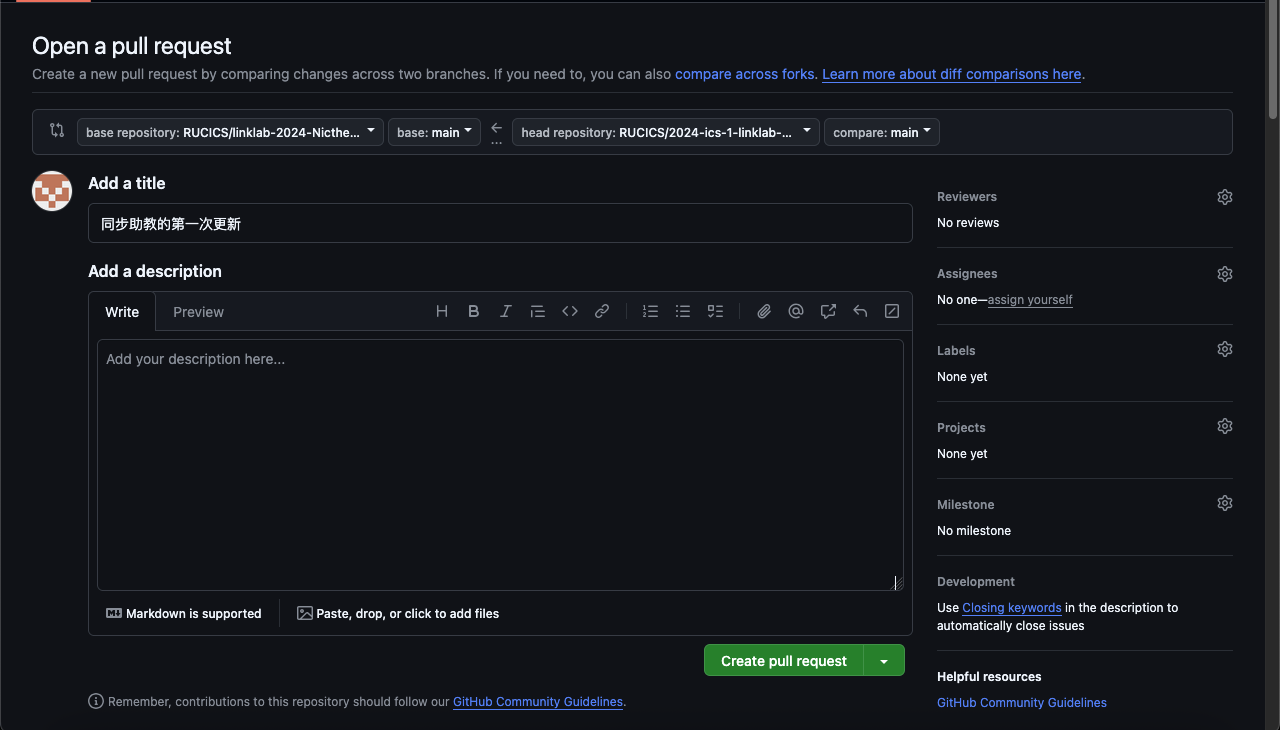 Open a pull request
Create a new pull request by comparing changes across two branches. If you need to, you can also compare across forks. Learn more about diff comparisons here.
base repository: RUCICS/linklab-2024-Nicthe... base: main head repository: RUCICS/2024-ics-1-linklab-... compare: main
Add a title
同步助教的第一次更新
Add a description
Write Preview
Add your description here...
Markdown is supported Paste, drop, or click to add files
Create pull request
Remember, contributions to this repository should follow our GitHub Community Guidelines.
Reviewers
No reviews
Assignees
No one—assign yourself
Labels
None yet
Projects
None yet
Milestone
No milestone
Development
Use Closing keywords in the description to
automatically close issues
Helpful resources
GitHub Community Guidelines